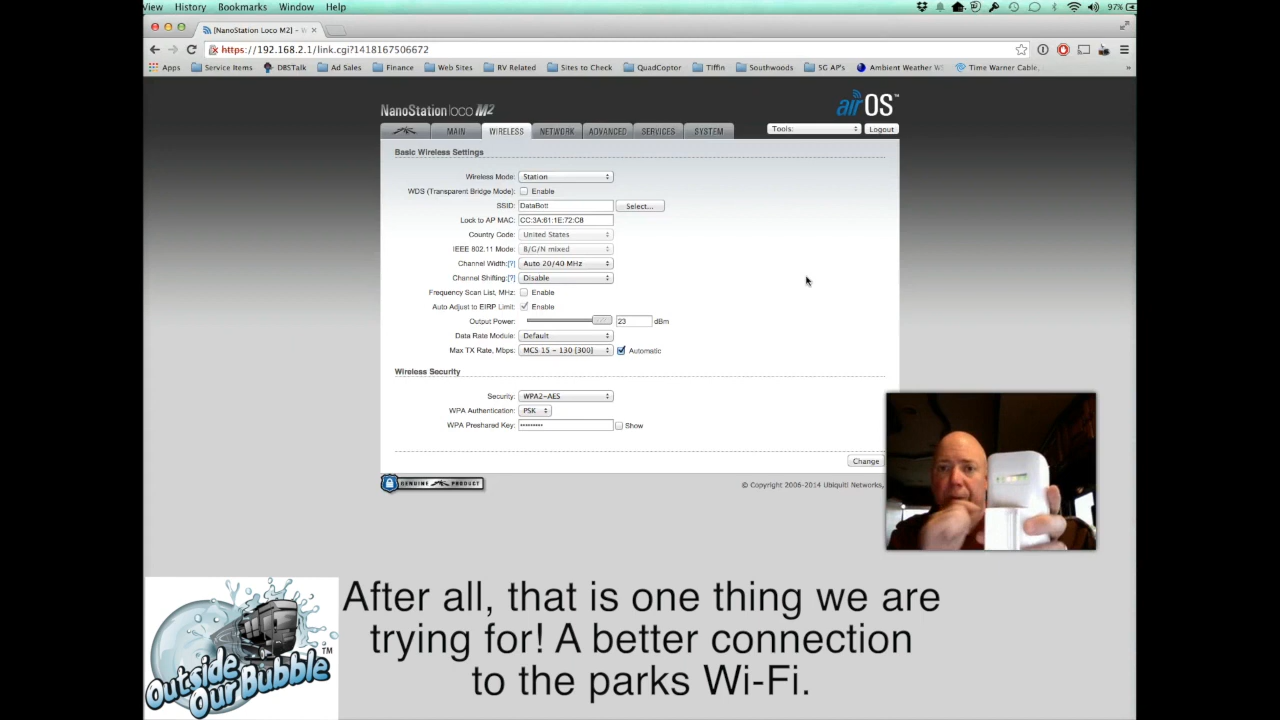 View History Bookmarks Window Help 97%
[NanoStation Loco M2] -
https://192.168.2.1/link.cgi?1418167506672
Apps Service Items DBSTalk Ad Sales Finance Web Sites RV Related Sites to Check QuadCoptor Tiffin Southwoods 5G AP's Ambient Weather WS Time Warner Cable, »
NanoStation loco M2
airOS™
MAIN WIRELESS NETWORK ADVANCED SERVICES SYSTEM Tools: Logout
Basic Wireless Settings
Wireless Mode: Station
WDS (Transparent Bridge Mode): Enable
SSID: DataBott Select...
Lock to AP MAC: CC:3A:61:1E:72:C8
Country Code: United States
IEEE 802.11 Mode: B/G/N mixed
Channel Width:[?] Auto 20/40 MHz
Channel Shifting:[?] Disable
Frequency Scan List, MHz: Enable
Auto Adjust to EIRP Limit: Enable
Output Power: 23 dBm
Data Rate Module: Default
Max TX Rate, Mbps: MCS 15 - 130 [300] Automatic
Wireless Security
Security: WPA2-AES
WPA Authentication: PSK
WPA Preshared Key: ••••••••• Show
Change
GENUINE PRODUCT
© Copyright 2006-2014 Ubiquiti Networks,
Outside
Our Bubble™
After all, that is one thing we are
trying for! A better connection
to the parks Wi-Fi.